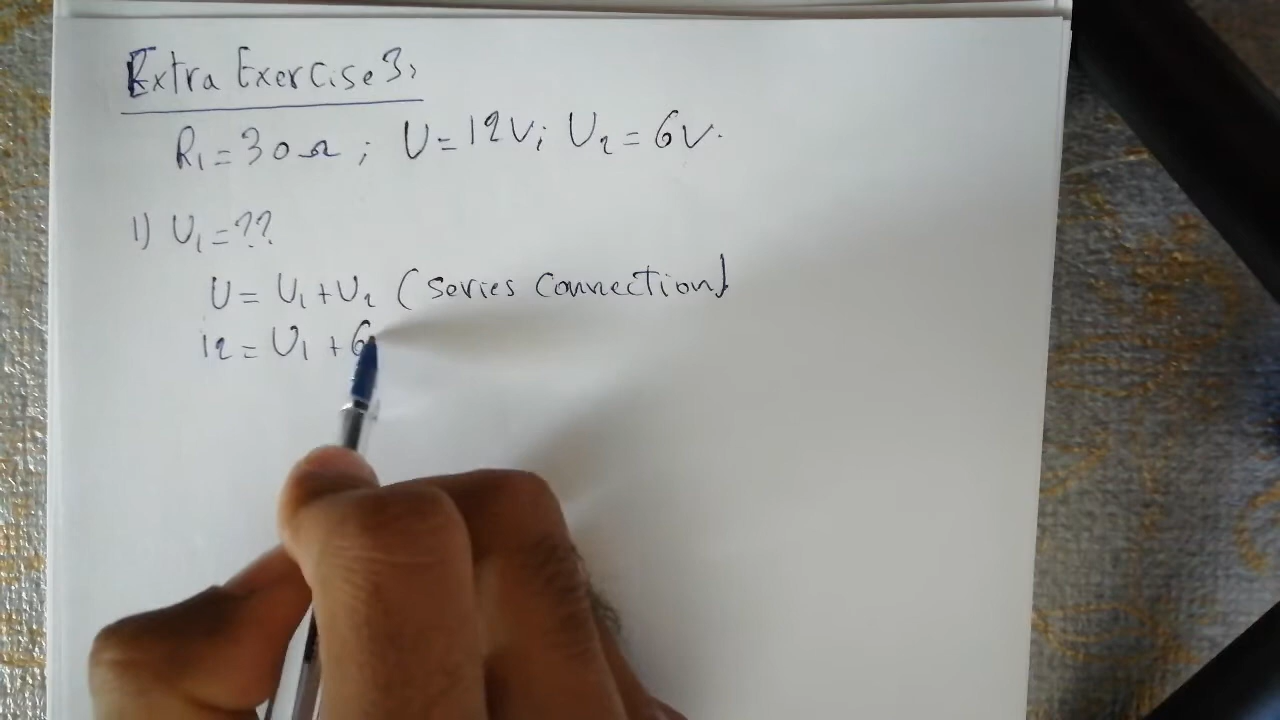 Extra Exercise 3,
R₁ = 30 Ω ; U = 12V ; U₂ = 6V.
1) U₁ = ??
U = U₁ + U₂ (series connection)
12 = U₁ + 6